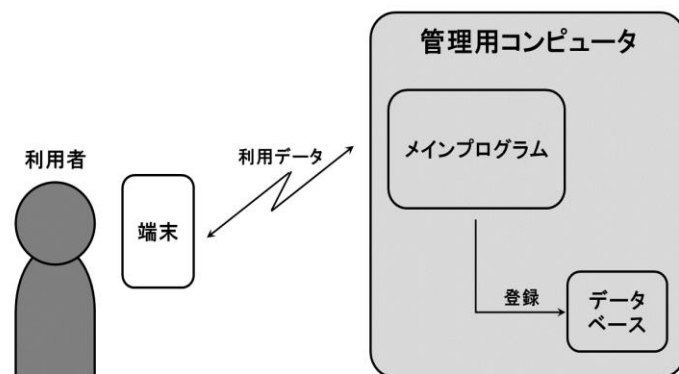 管理用コンピュータ
メインプログラム
利用者
利用データ
端末
登録
データ
ベース